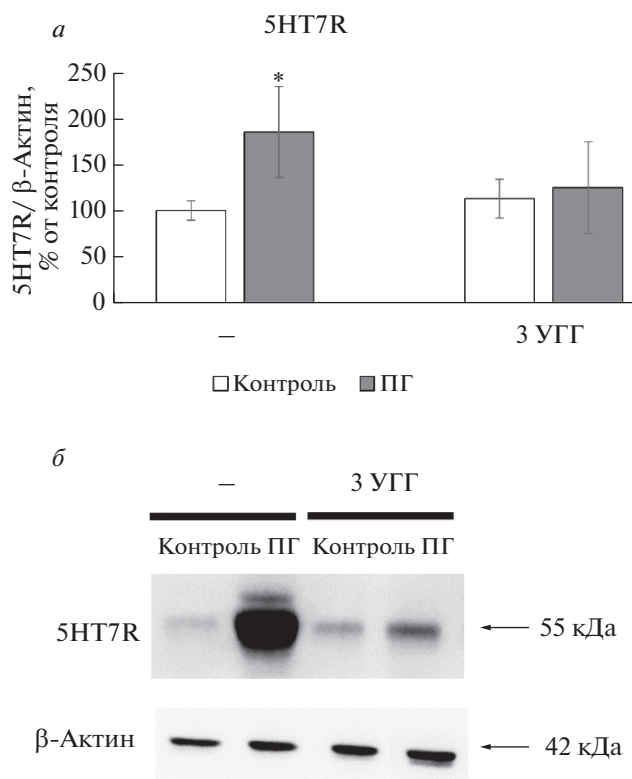 а
5HT7R
5HT7R/ β-Актин,
% от контроля
250
200
150
100
50
0
*
– 3 УГГ
Контроль ПГ
б
– 3 УГГ
Контроль ПГ Контроль ПГ
5HT7R 55 кДа
β-Актин 42 кДа